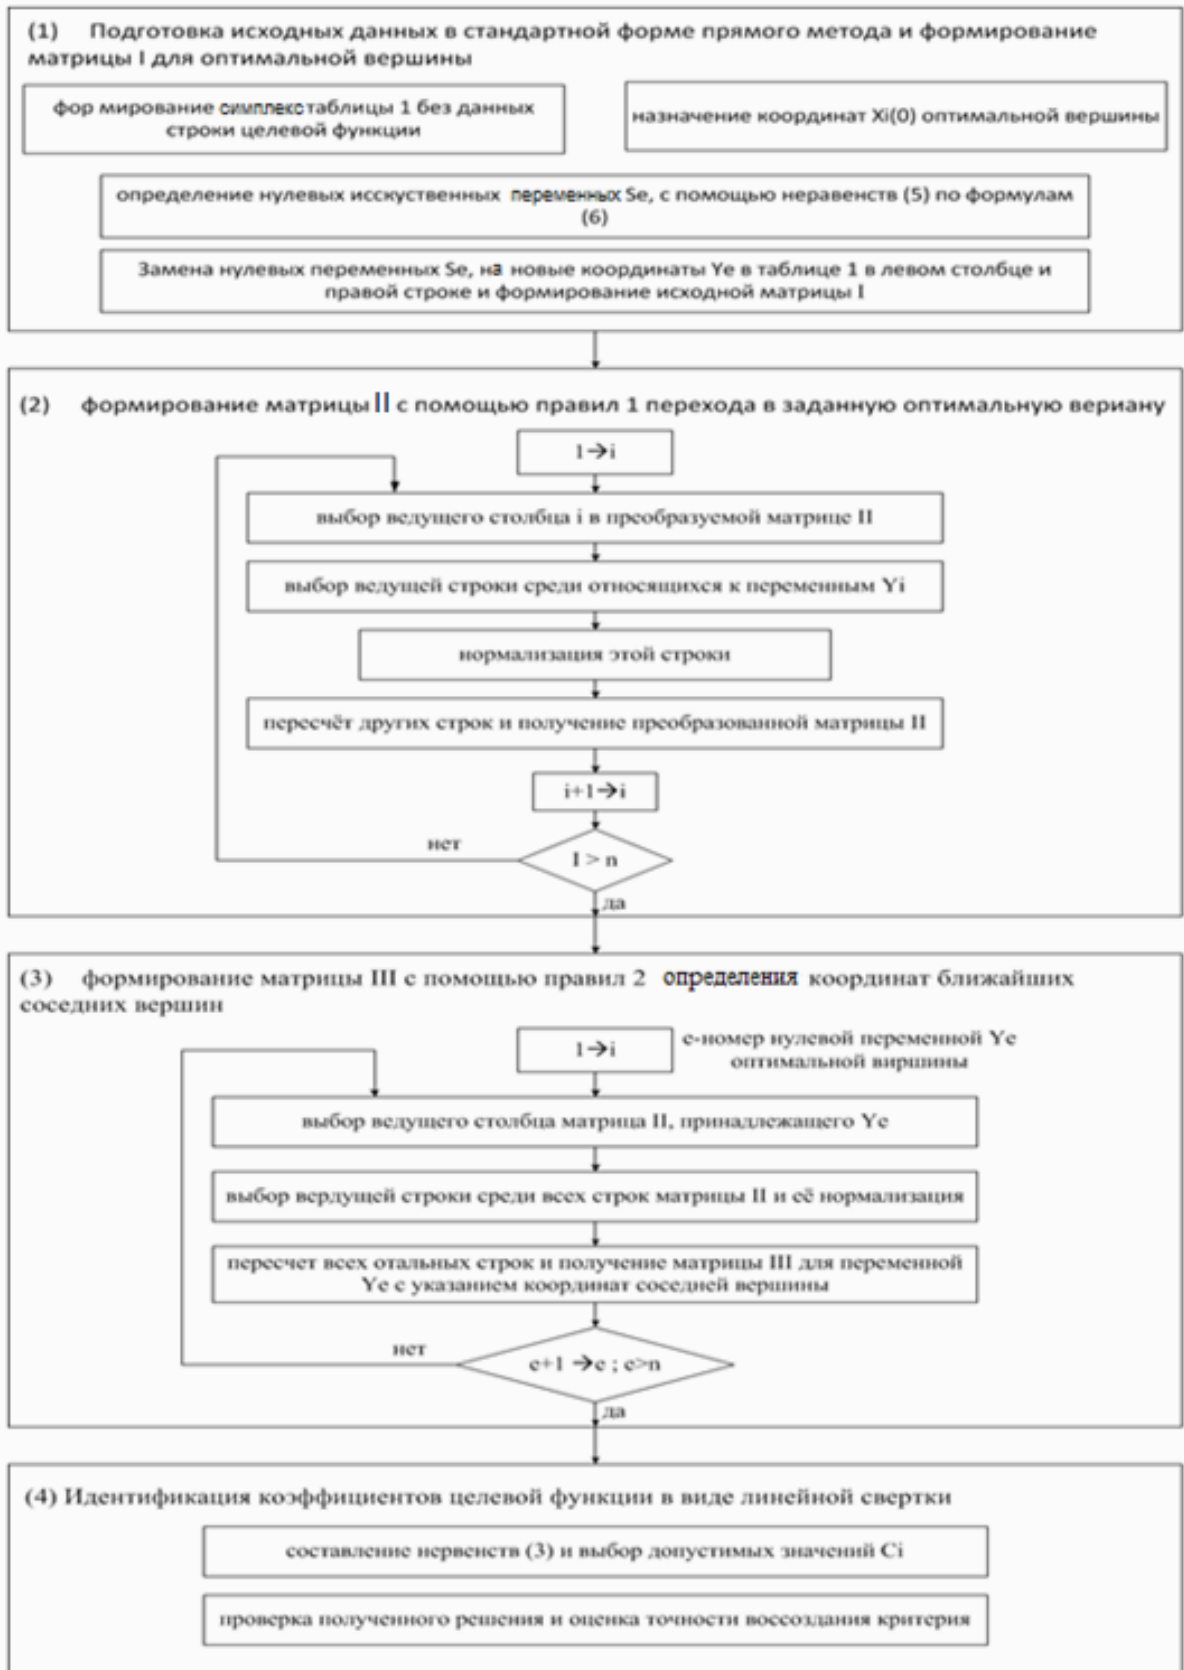 (1) Подготовка исходных данных в стандартной форме прямого метода и формирование
матрицы I для оптимальной вершины
фор мирование симплекс таблицы 1 без данных
строки целевой функции
назначение координат Xi(0) оптимальной вершины
определение нулевых исскуственных переменных Se, с помощью неравенств (5) по формулам
(6)
Замена нулевых переменных Se, на новые координаты Ye в таблице 1 в левом столбце и
правой строке и формирование исходной матрицы I
(2) формирование матрицы II с помощью правил 1 перехода в заданную оптимальную вериану
1→i
выбор ведущего столбца i в преобразуемой матрице II
выбор ведущей строки среди относящихся к переменным Yi
нормализация этой строки
пересчёт других строк и получение преобразованной матрицы II
i+1→i
нет
I > n
да
(3) формирование матрицы III с помощью правил 2 определения координат ближайших
соседних вершин
1→i
e-номер нулевой переменной Ye
оптимальной виршины
выбор ведущего столбца матрица II, принадлежащего Ye
выбор вердущей строки среди всех строк матрицы II и её нормализация
пересчет всех отальных строк и получение матрицы III для переменной
Ye с указанием координат соседней вершины
нет
e+1 →e ; e>n
да
(4) Идентификация коэффициентов целевой функции в виде линейной свертки
составление нервенств (3) и выбор допустимых значений Ci
проверка полученного решения и оценка точности воссоздания критерия